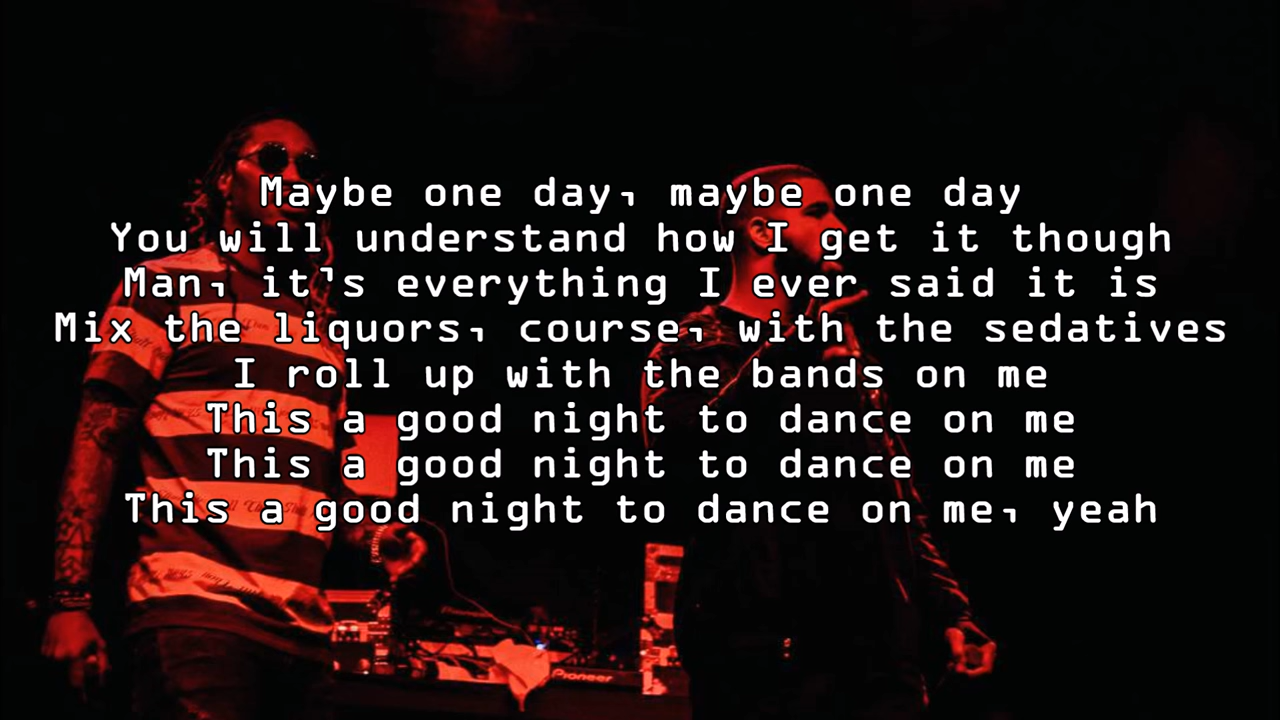 Maybe one day, maybe one day
You will understand how I get it though
Man, it's everything I ever said it is
Mix the liquors, course, with the sedatives
I roll up with the bands on me
This a good night to dance on me
This a good night to dance on me
This a good night to dance on me, yeah
Pioneer